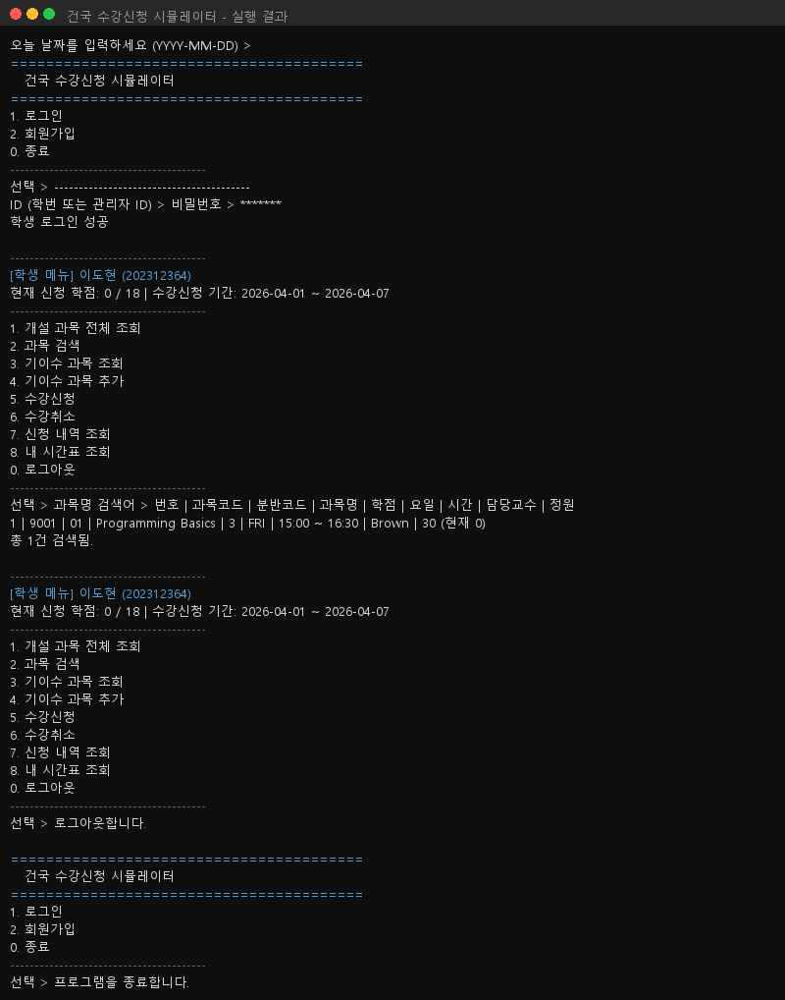 건국 수강신청 시뮬레이터 - 실행 결과
오늘 날짜를 입력하세요 (YYYY-MM-DD) >
========================================
건국 수강신청 시뮬레이터
========================================
1. 로그인
2. 회원가입
0. 종료
----------------------------------------
선택 > ----------------------------------------
ID (학번 또는 관리자 ID) > 비밀번호 > *******
학생 로그인 성공
----------------------------------------
[학생 메뉴] 이도현 (202312364)
현재 신청 학점: 0 / 18 | 수강신청 기간: 2026-04-01 ~ 2026-04-07
----------------------------------------
1. 개설 과목 전체 조회
2. 과목 검색
3. 기이수 과목 조회
4. 기이수 과목 추가
5. 수강신청
6. 수강취소
7. 신청 내역 조회
8. 내 시간표 조회
0. 로그아웃
----------------------------------------
선택 > 과목명 검색어 > 번호 | 과목코드 | 분반코드 | 과목명 | 학점 | 요일 | 시간 | 담당교수 | 정원
1 | 9001 | 01 | Programming Basics | 3 | FRI | 15:00 ~ 16:30 | Brown | 30 (현재 0)
총 1건 검색됨.
----------------------------------------
[학생 메뉴] 이도현 (202312364)
현재 신청 학점: 0 / 18 | 수강신청 기간: 2026-04-01 ~ 2026-04-07
----------------------------------------
1. 개설 과목 전체 조회
2. 과목 검색
3. 기이수 과목 조회
4. 기이수 과목 추가
5. 수강신청
6. 수강취소
7. 신청 내역 조회
8. 내 시간표 조회
0. 로그아웃
----------------------------------------
선택 > 로그아웃합니다.
========================================
건국 수강신청 시뮬레이터
========================================
1. 로그인
2. 회원가입
0. 종료
----------------------------------------
선택 > 프로그램을 종료합니다.